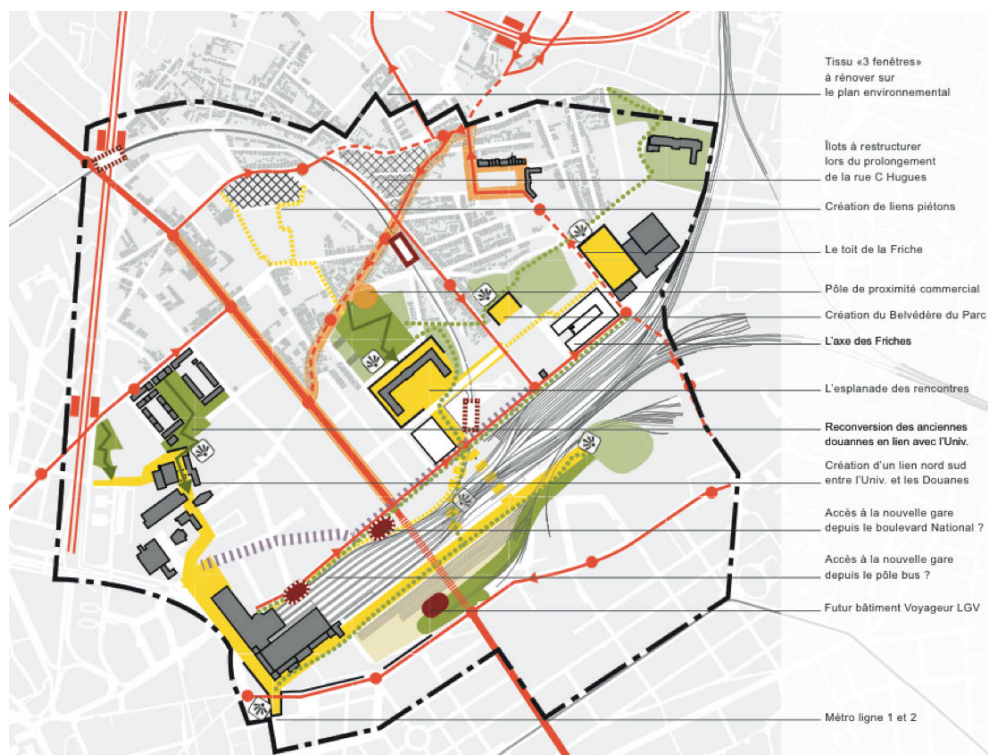 Tissu «3 fenêtres»
à rénover sur
le plan environnemental
Îlots à restructurer
lors du prolongement
de la rue C Hugues
Création de liens piétons
Le toit de la Friche
Pôle de proximité commercial
Création du Belvédère du Parc
L'axe des Friches
L'esplanade des rencontres
Reconversion des anciennes
douannes en lien avec l'Univ.
Création d'un lien nord sud
entre l'Univ. et les Douanes
Accès à la nouvelle gare
depuis le boulevard National ?
Accès à la nouvelle gare
depuis le pôle bus ?
Futur bâtiment Voyageur LGV
Métro ligne 1 et 2